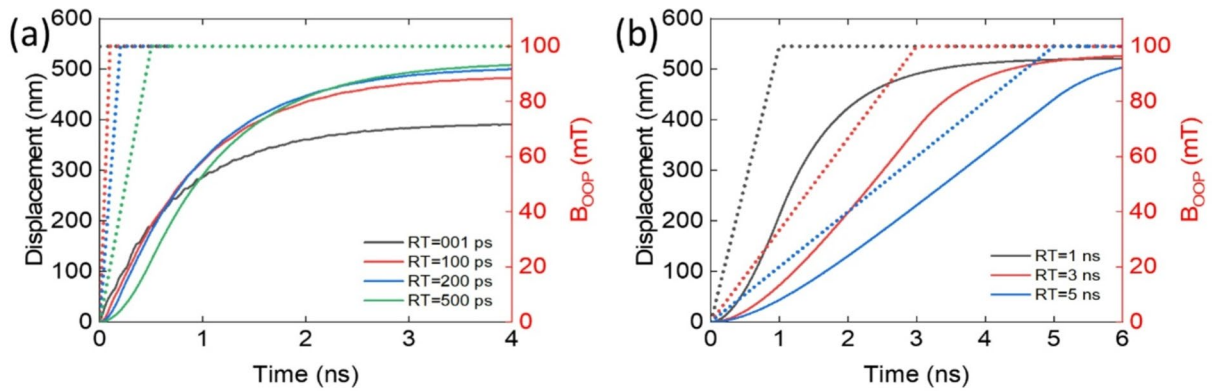 (a)
600
500
400
300
200
100
0
Displacement (nm)
0
1
2
3
4
Time (ns)
100
80
60
40
20
0
BOOP (mT)
RT=001 ps
RT=100 ps
RT=200 ps
RT=500 ps
(b)
600
500
400
300
200
100
0
Displacement (nm)
0
1
2
3
4
5
6
Time (ns)
100
80
60
40
20
0
BOOP (mT)
RT=1 ns
RT=3 ns
RT=5 ns